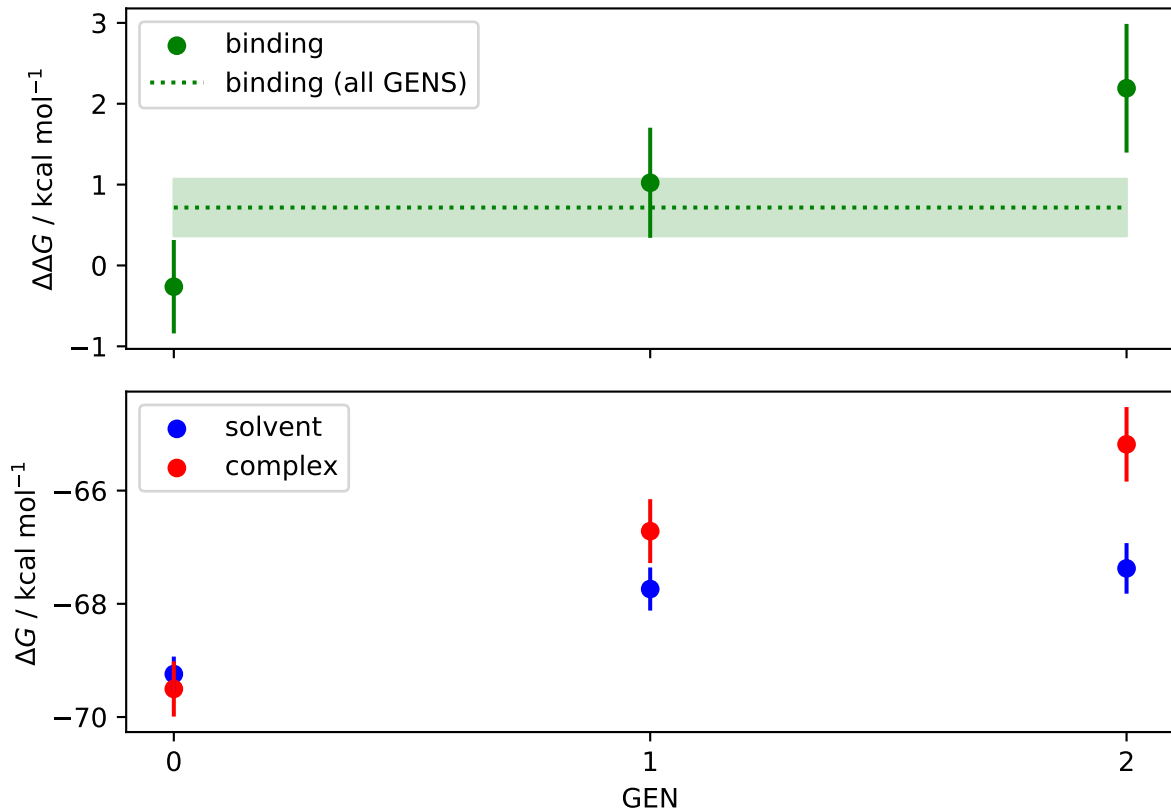 binding
binding (all GENS)
3
2
1
0
−1
ΔΔG / kcal mol⁻¹
solvent
complex
−66
−68
−70
ΔG / kcal mol⁻¹
0 1 2
GEN